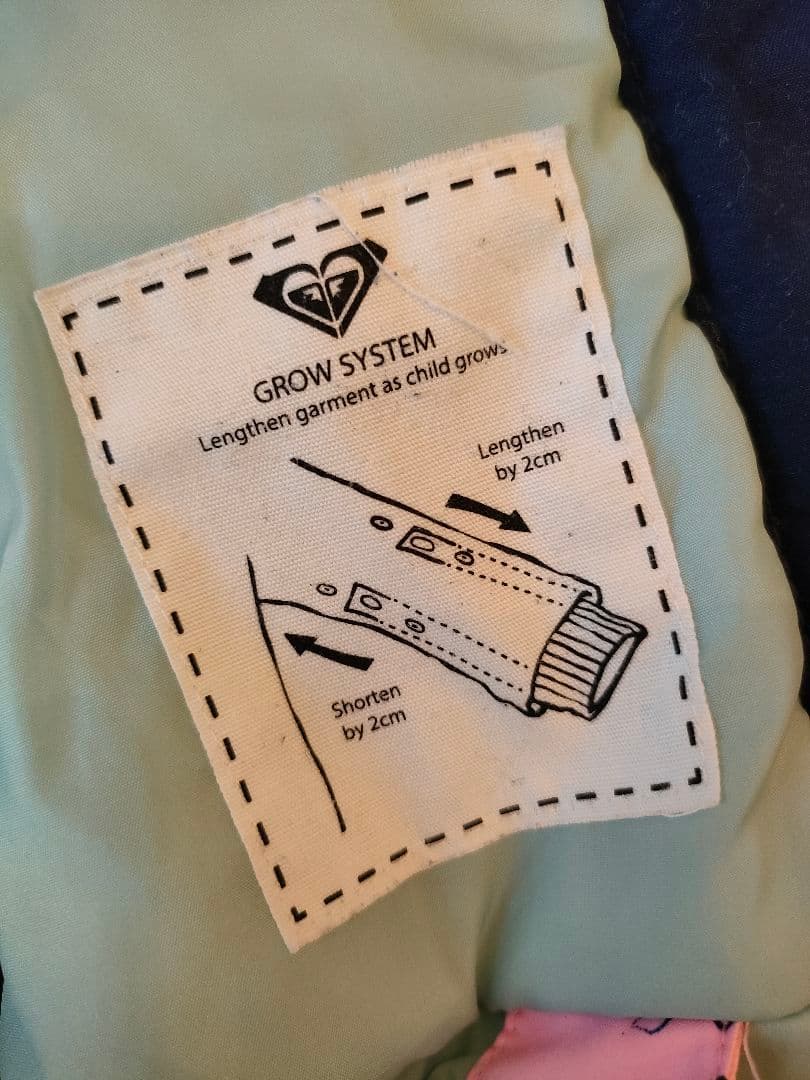 GROW SYSTEM
Lengthen garment as child grows
Lengthen
by 2cm
Shorten
by 2cm